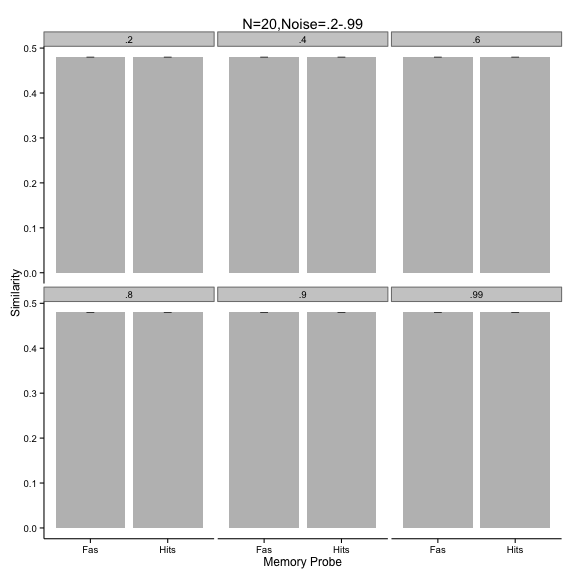 N=20,Noise=.2-.99
.2 .4 .6
0.5
0.4
0.3
0.2
0.1
0.0
Similarity
.8 .9 .99
0.5
0.4
0.3
0.2
0.1
0.0
Fas Hits Fas Hits Fas Hits
Memory Probe